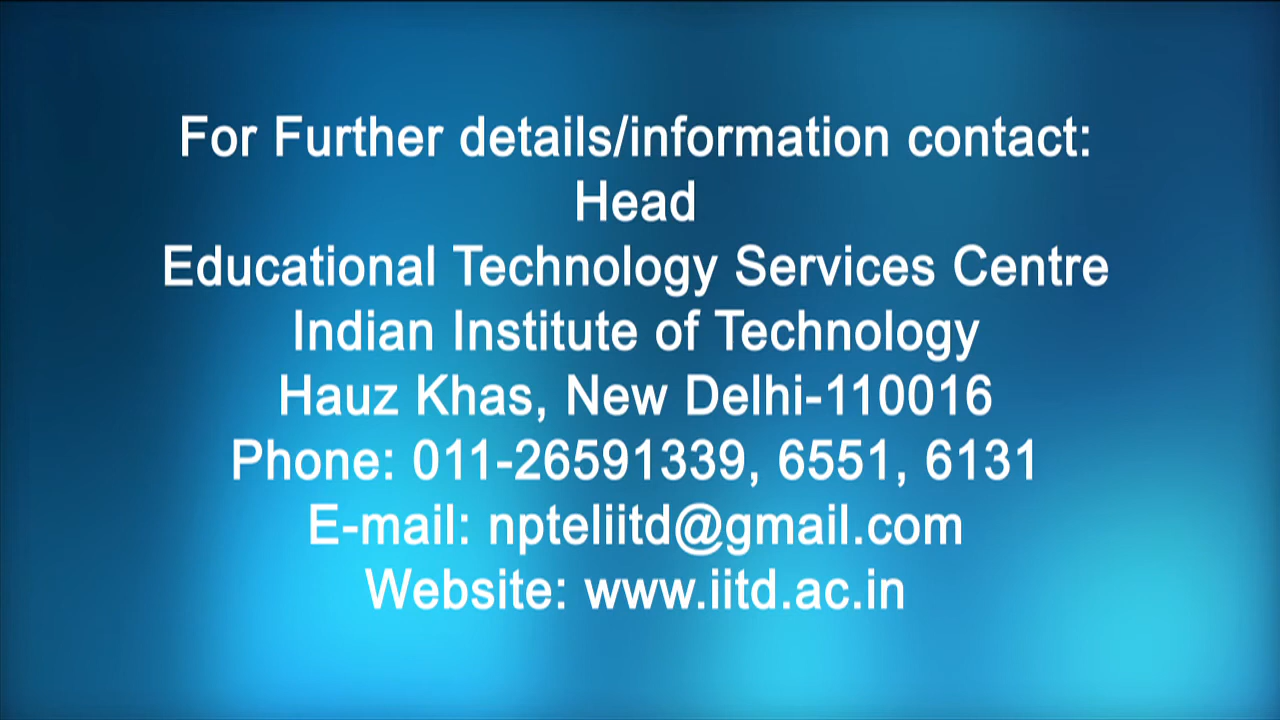 For Further details/information contact:
Head
Educational Technology Services Centre
Indian Institute of Technology
Hauz Khas, New Delhi-110016
Phone: 011-26591339, 6551, 6131
E-mail: npteliitd@gmail.com
Website: www.iitd.ac.in